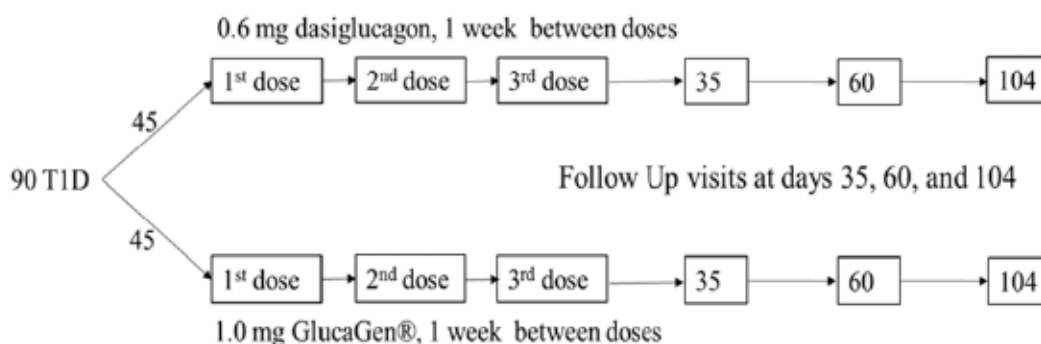 0.6 mg dasiglucagon, 1 week between doses
1st dose 2nd dose 3rd dose 35 60 104
45
90 T1D
Follow Up visits at days 35, 60, and 104
45
1st dose 2nd dose 3rd dose 35 60 104
1.0 mg GlucaGen®, 1 week between doses